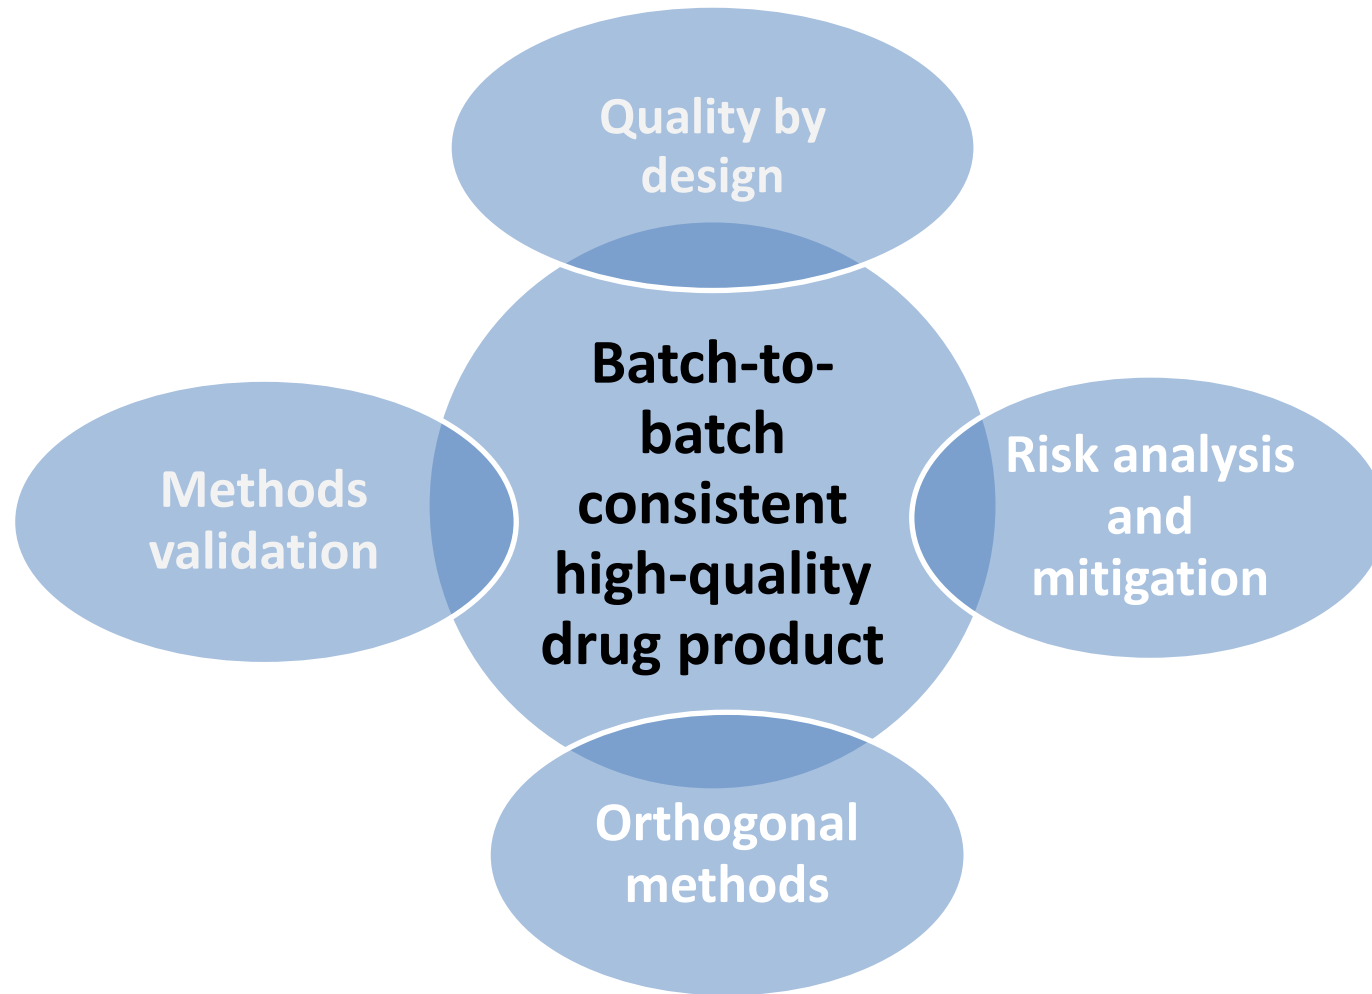 Quality by
design
Batch-to-
batch
consistent
high-quality
drug product
Methods
validation
Risk analysis
and
mitigation
Orthogonal
methods